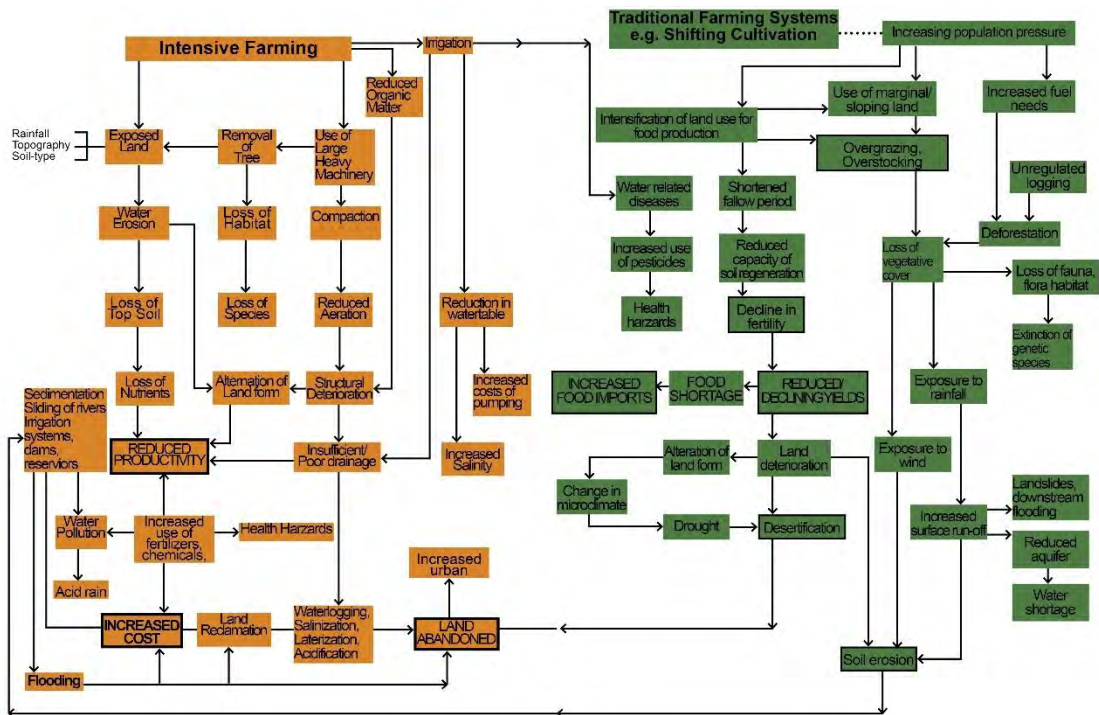 Intensive Farming
Irrigation
Traditional Farming Systems
e.g. Shifting Cultivation
Increasing population pressure
Reduced
Organic
Matter
Use of marginal/
sloping land
Increased fuel
needs
Intensification of land use for
food production
Rainfall
Topography
Soil-type
Exposed
Land
Removal
of Tree
Use of
Large
Heavy
Machinery
Overgrazing,
Overstocking
Unregulated
logging
Water related
diseases
Shortened
fallow period
Water
Erosion
Loss of
Habitat
Compaction
Deforestation
Increased use
of pesticides
Reduced
capacity of
soil regeneration
Loss of
vegetative
cover
Loss of fauna,
flora habitat
Loss of
Top Soil
Loss of
Species
Reduced
Aeration
Reduction in
watertable
Health
harzards
Decline in
fertility
Extinction of
genetic
species
Loss of
Nutrients
Alternation of
Land form
Structural
Deterioration
Increased
costs of
pumping
INCREASED
FOOD IMPORTS
FOOD
SHORTAGE
REDUCED/
DECLINING YIELDS
Exposure to
rainfall
Sedimentation
Sliding of rivers
Irrigation
systems,
dams,
reserviors
REDUCED
PRODUCTIVITY
Insufficient/
Poor drainage
Increased
Salinity
Alteration of
land form
Land
deterioration
Exposure to
wind
Change in
microclimate
Landslides,
downstream
flooding
Water
Pollution
Increased
use of
fertilizers,
chemicals,
Health Harzards
Drought
Desertification
Increased
surface run-off
Reduced
aquifer
Increased
urban
Acid rain
Water
shortage
INCREASED
COST
Land
Reclamation
Waterlogging,
Salinization,
Laterization,
Acidification
LAND
ABANDONED
Soil erosion
Flooding